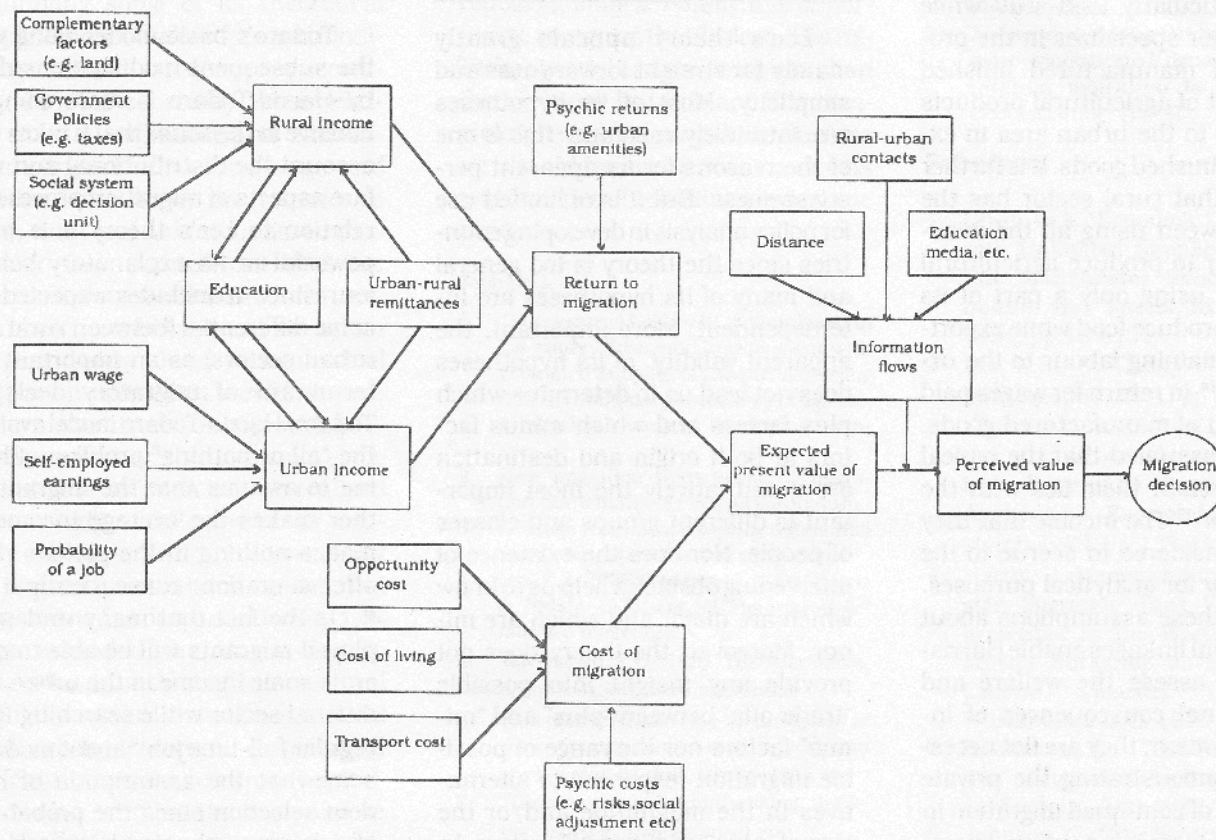 Complementary
factors
(e.g. land)
Government
Policies
(e.g. taxes)
Social system
(e.g. decision
unit)
Rural income
Psychic returns
(e.g. urban
amenities)
Rural-urban
contacts
Distance
Education
media, etc.
Education
Urban-rural
remittances
Return to
migration
Information
flows
Urban wage
Self-employed
earnings
Probability
of a job
Urban income
Expected
present value of
migration
Perceived value
of migration
Migration
decision
Opportunity
cost
Cost of living
Transport cost
Cost of
migration
Psychic costs
(e.g. risks,social
adjustment, etc)